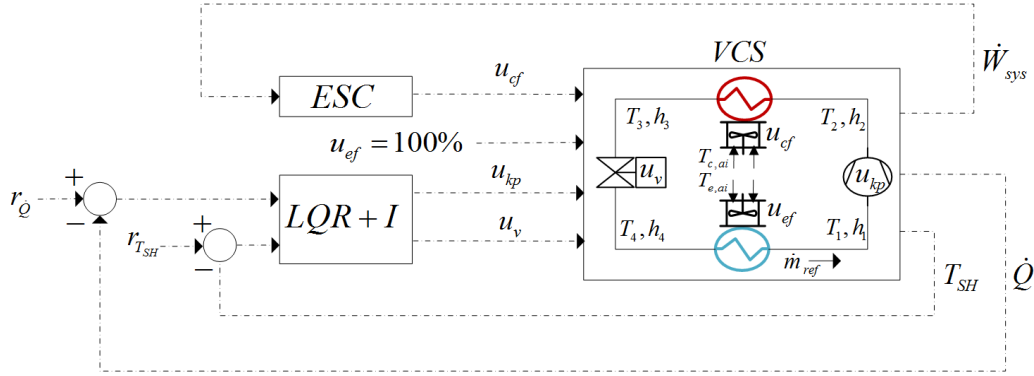 VCS
Ẇ_sys
ESC
u_cf
T_3, h_3
T_2, h_2
u_cf
u_ef = 100%
T_c,ai
u_v
T_e,ai
u_kp
u_kp
+
r_Q̇
−
LQR + I
u_v
+
r_T_SH
−
u_ef
T_4, h_4
T_1, h_1
ṁ_ref
T_SH
Q̇